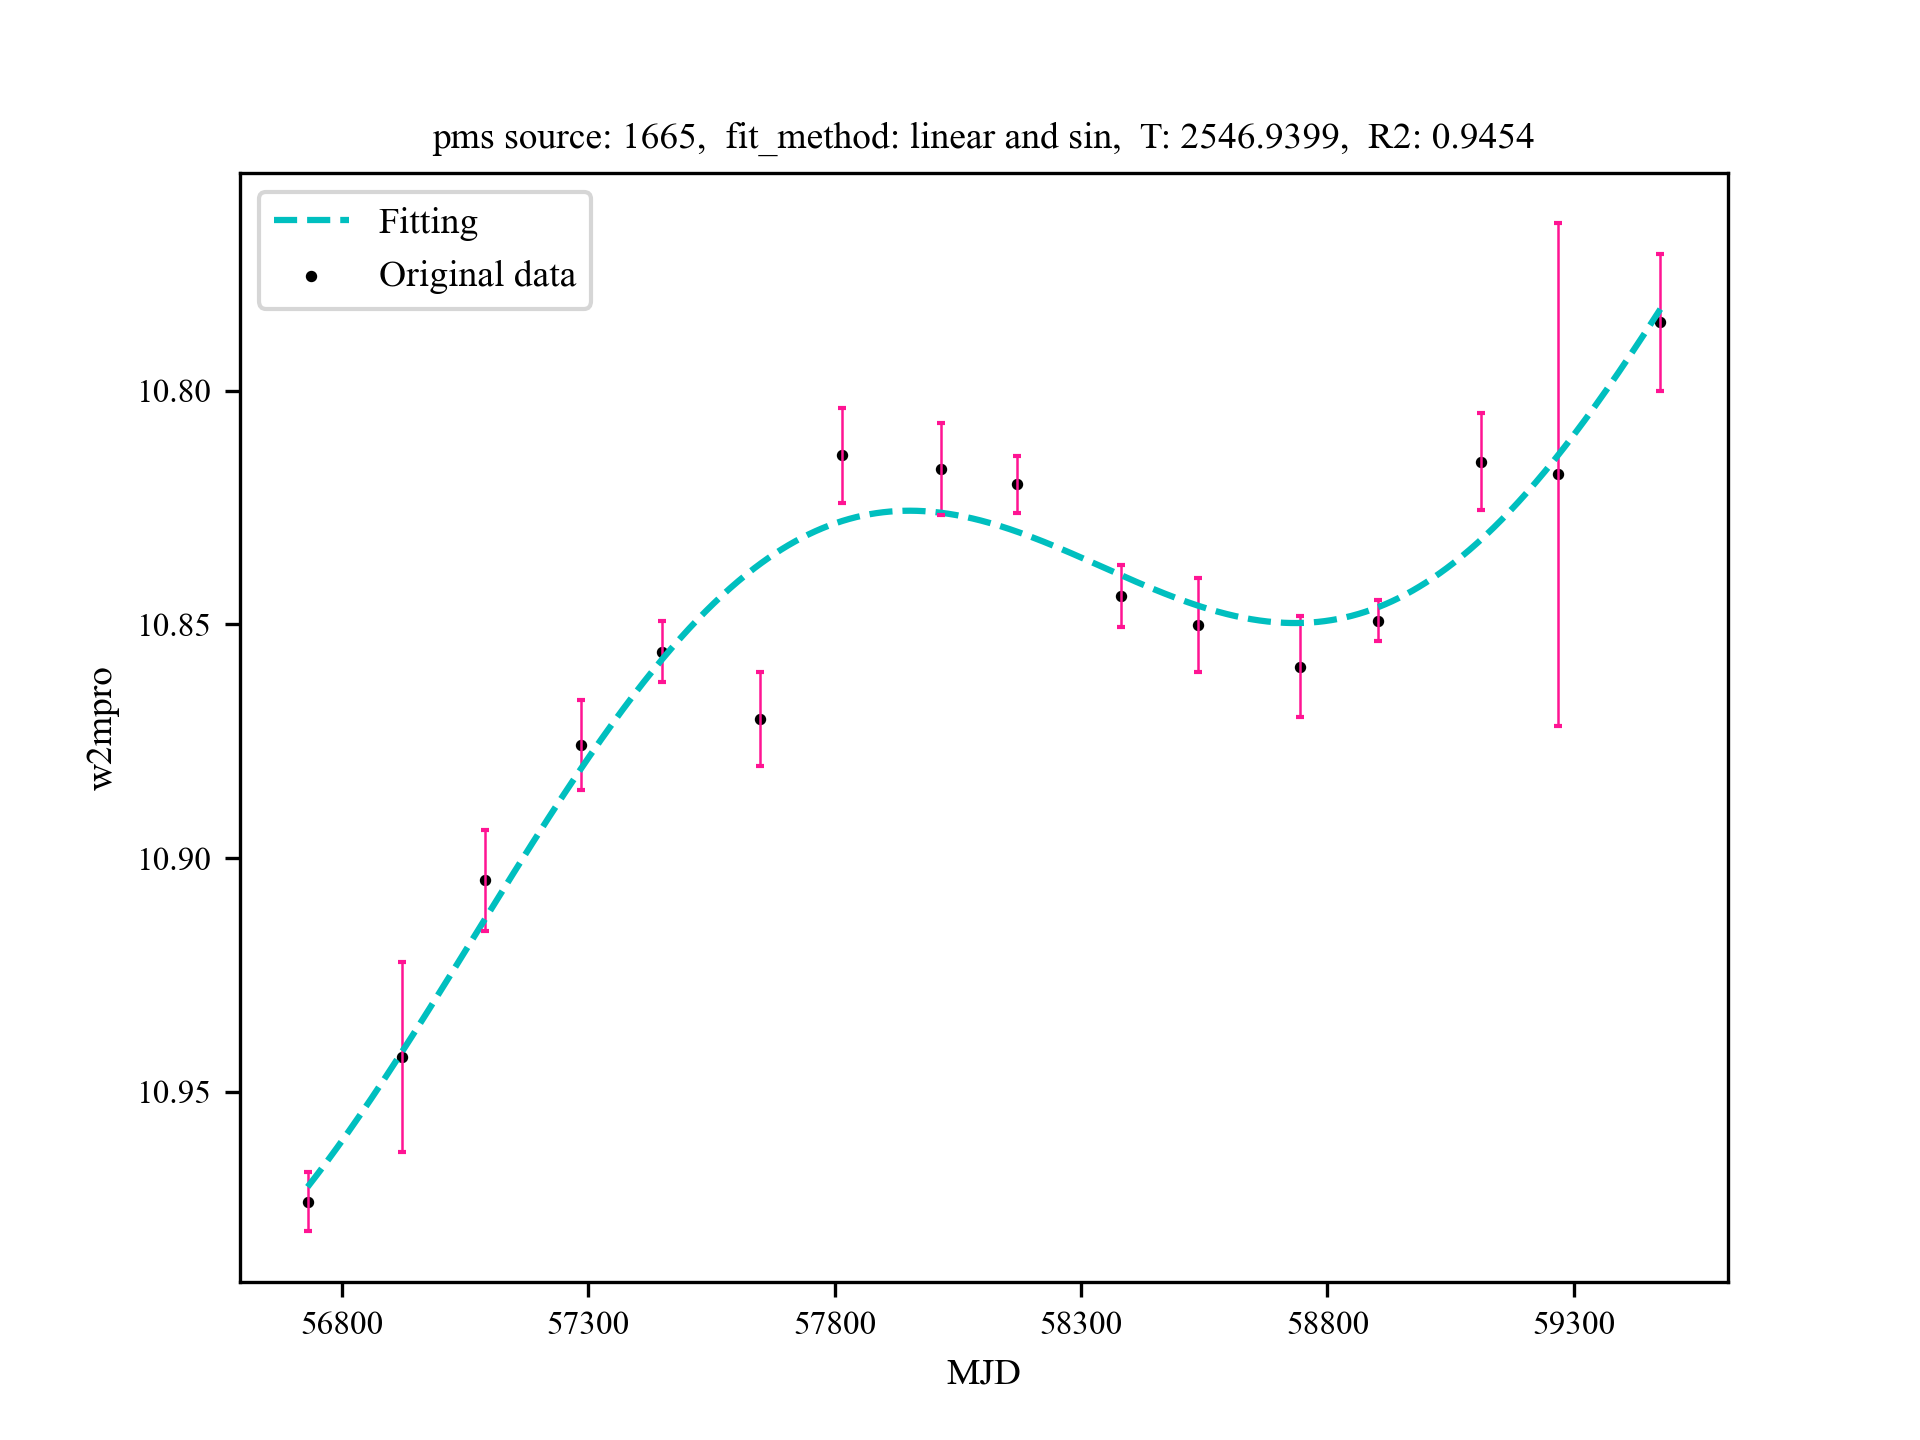 pms source: 1665,  fit_method: linear and sin,  T: 2546.9399,  R2: 0.9454
Fitting
Original data
10.80
10.85
10.90
10.95
w2mpro
56800 57300 57800 58300 58800 59300
MJD